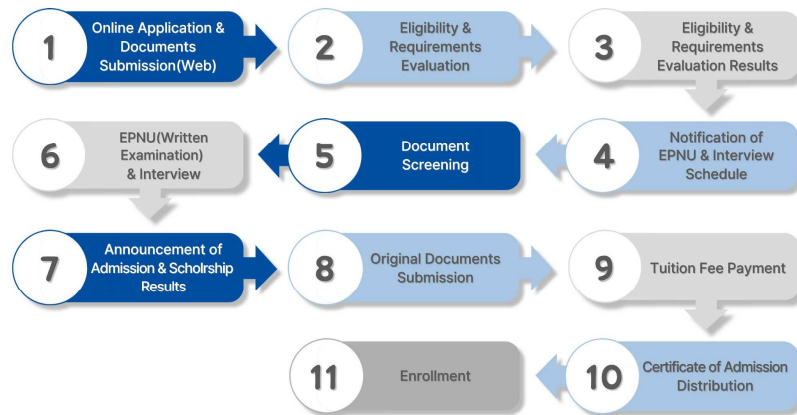 1
Online Application &
Documents
Submission(Web)
2
Eligibility &
Requirements
Evaluation
3
Eligibility &
Requirements
Evaluation Results
6
EPNU(Written
Examination)
& Interview
5
Document
Screening
4
Notification of
EPNU & Interview
Schedule
7
Announcement of
Admission & Scholrship
Results
8
Original Documents
Submission
9
Tuition Fee Payment
11
Enrollment
10
Certificate of Admission
Distribution